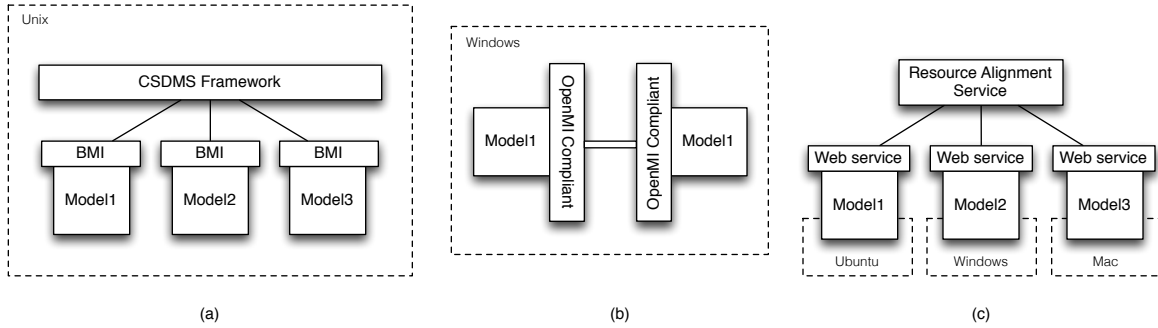 Unix
CSDMS Framework
BMI
BMI
BMI
Model1
Model2
Model3
(a)
Windows
Model1
OpenMI Compliant
OpenMI Compliant
Model1
(b)
Resource Alignment
Service
Web service
Web service
Web service
Model1
Model2
Model3
Ubuntu
Windows
Mac
(c)